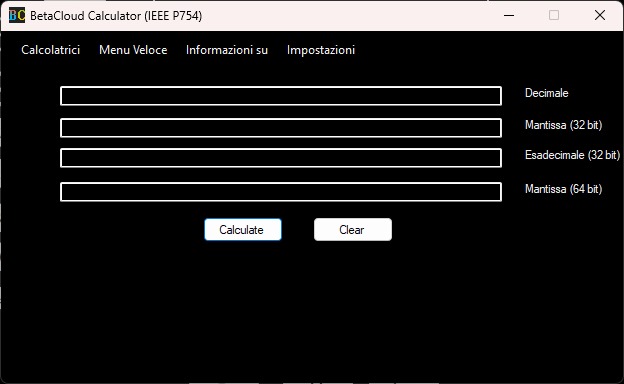 BC BetaCloud Calculator (IEEE P754)
Calcolatrici Menu Veloce Informazioni su Impostazioni
Decimale
Mantissa (32 bit)
Esadecimale (32 bit)
Mantissa (64 bit)
Calculate Clear